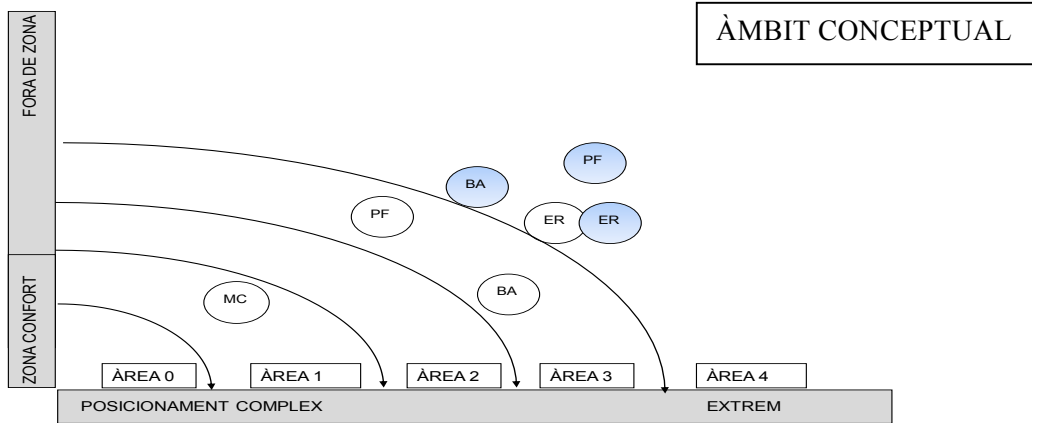 ÀMBIT CONCEPTUAL
FORA DE ZONA
PF
BA
PF
ER
ER
ZONA CONFORT
MC
BA
ÀREA 0
ÀREA 1
ÀREA 2
ÀREA 3
ÀREA 4
POSICIONAMENT COMPLEX
EXTREM